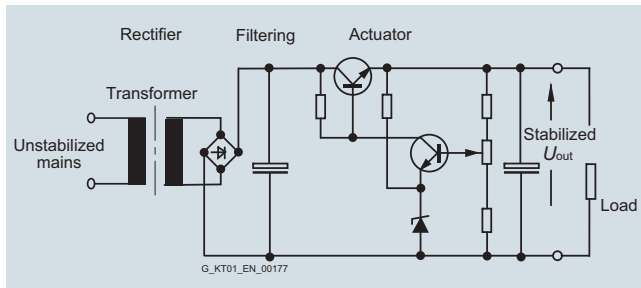 Rectifier
Filtering
Actuator
Transformer
Unstabilized
mains
Stabilized
Uout
Load
G_KT01_EN_00177